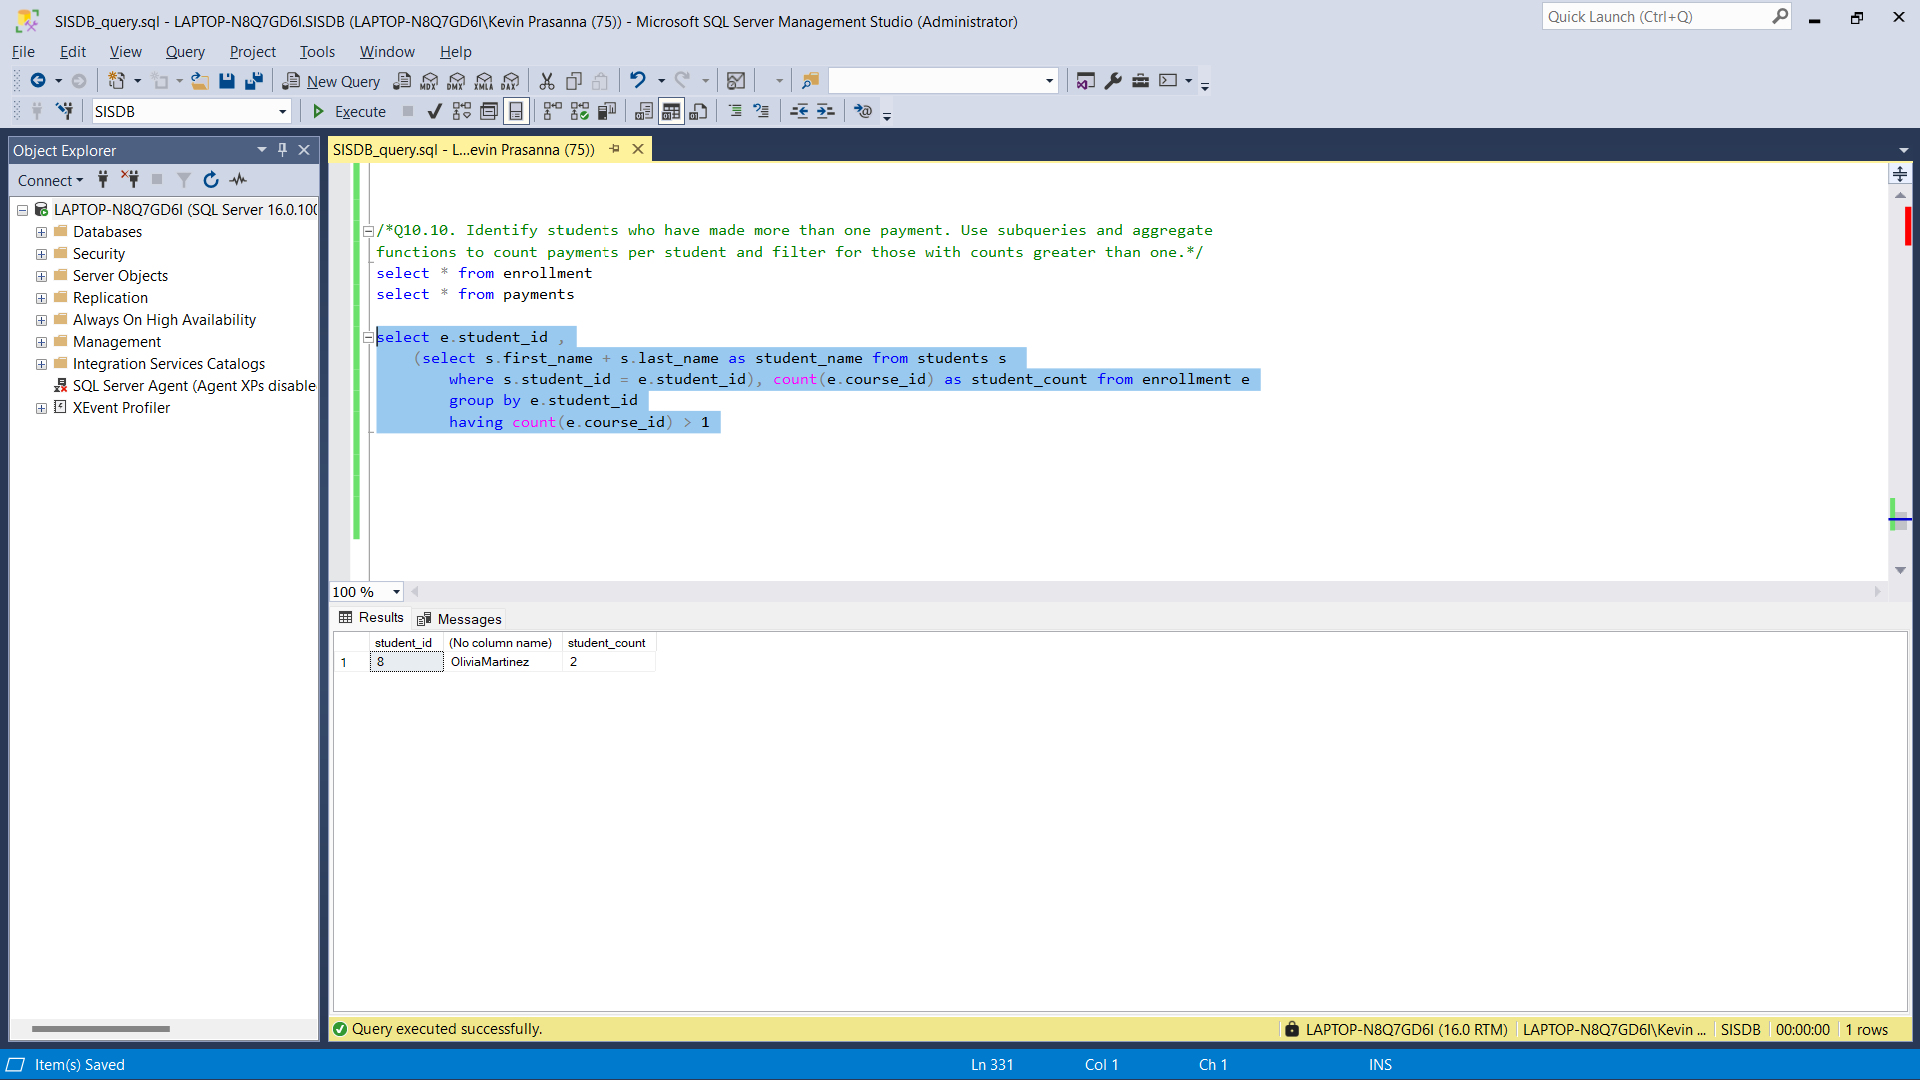 SISDB_query.sql - LAPTOP-N8Q7GD6I.SISDB (LAPTOP-N8Q7GD6I\Kevin Prasanna (75)) - Microsoft SQL Server Management Studio (Administrator)
Quick Launch (Ctrl+Q)
File Edit View Query Project Tools Window Help
New Query MDX DMX XMLA DAX
SISDB Execute
Object Explorer
SISDB_query.sql - L...evin Prasanna (75))
Connect
LAPTOP-N8Q7GD6I (SQL Server 16.0.100
Databases
Security
Server Objects
Replication
Always On High Availability
Management
Integration Services Catalogs
SQL Server Agent (Agent XPs disable
XEvent Profiler
/*Q10.10. Identify students who have made more than one payment. Use subqueries and aggregate
functions to count payments per student and filter for those with counts greater than one.*/
select * from enrollment
select * from payments
select e.student_id ,
(select s.first_name + s.last_name as student_name from students s
where s.student_id = e.student_id), count(e.course_id) as student_count from enrollment e
group by e.student_id
having count(e.course_id) > 1
100 %
Results Messages
student_id (No column name) student_count
1 8 OliviaMartinez 2
Query executed successfully.
LAPTOP-N8Q7GD6I (16.0 RTM) LAPTOP-N8Q7GD6I\Kevin ... SISDB 00:00:00 1 rows
Item(s) Saved Ln 331 Col 1 Ch 1 INS